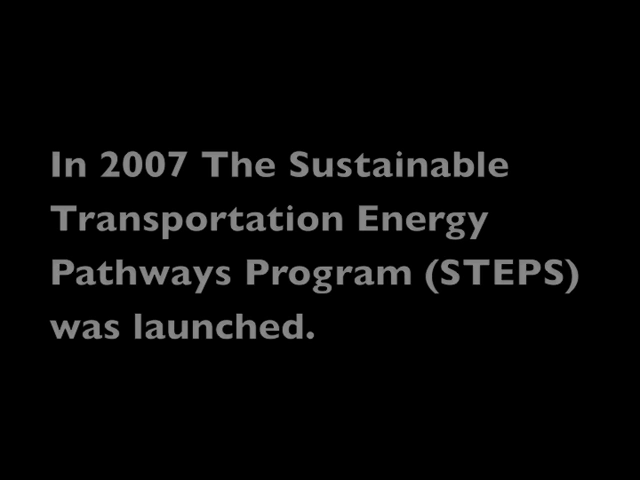 In 2007 The Sustainable
Transportation Energy
Pathways Program (STEPS)
was launched.